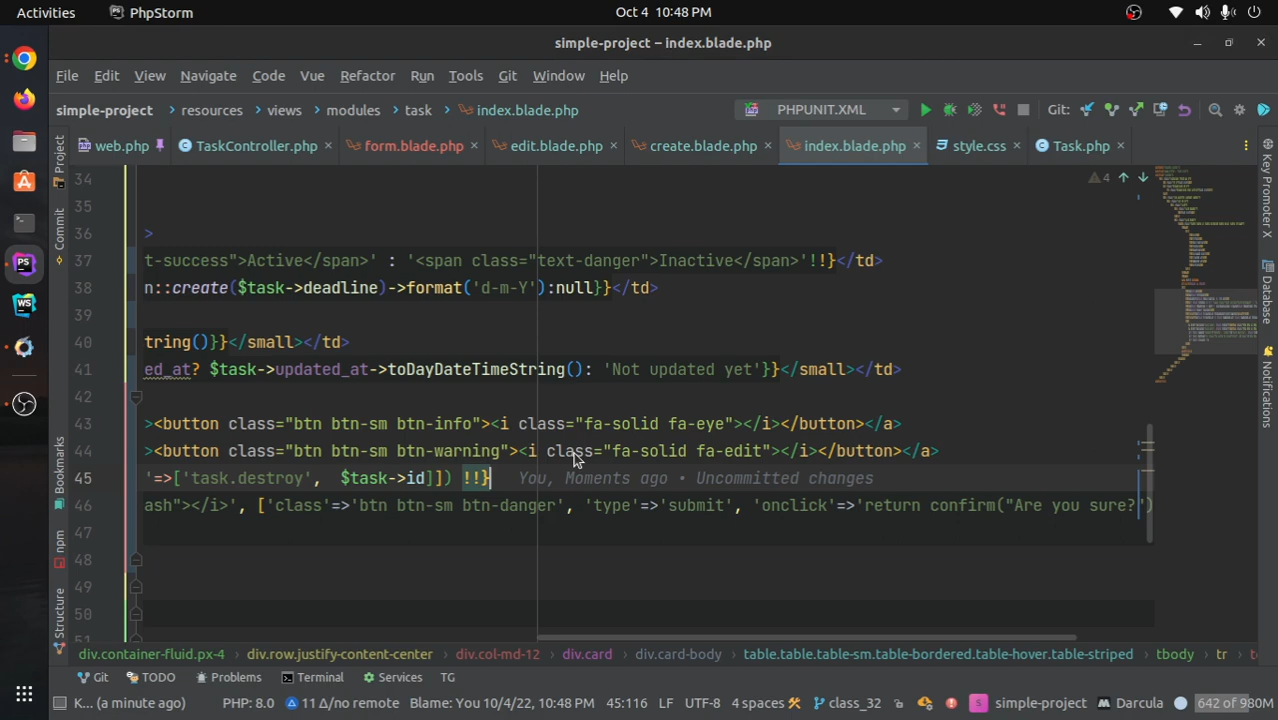 Activities PhpStorm Oct 4 10:48 PM
simple-project – index.blade.php
File Edit View Navigate Code Vue Refactor Run Tools Git Window Help
simple-project resources views modules task index.blade.php PHPUNIT.XML Git:
web.php TaskController.php form.blade.php edit.blade.php create.blade.php index.blade.php style.css Task.php
34 4
35
36 >
37 t-success">Active</span>' : '<span class="text-danger">Inactive</span>'!!}</td>
38 n::create($task->deadline)->format('d-m-Y'):null}}</td>
39
40 tring()}}</small></td>
41 ed_at? $task->updated_at->toDayDateTimeString(): 'Not updated yet'}}</small></td>
42
43 ><button class="btn btn-sm btn-info"><i class="fa-solid fa-eye"></i></button></a>
44 ><button class="btn btn-sm btn-warning"><i class="fa-solid fa-edit"></i></button></a>
45 '=>['task.destroy', $task->id]]) !!} You, Moments ago • Uncommitted changes
46 ash"></i>', ['class'=>'btn btn-sm btn-danger', 'type'=>'submit', 'onclick'=>'return confirm("Are you sure?")
47
48
49
50
51
Project
Commit
Bookmarks
npm
Structure
Key Promoter X
Database
Notifications
div.container-fluid.px-4 div.row.justify-content-center div.col-md-12 div.card div.card-body table.table.table-sm.table-bordered.table-hover.table-striped tbody tr
Git TODO Problems Terminal Services TG
K... (a minute ago) PHP: 8.0 11 Δ/no remote Blame: You 10/4/22, 10:48 PM 45:116 LF UTF-8 4 spaces class_32 S simple-project Darcula 642 of 980M